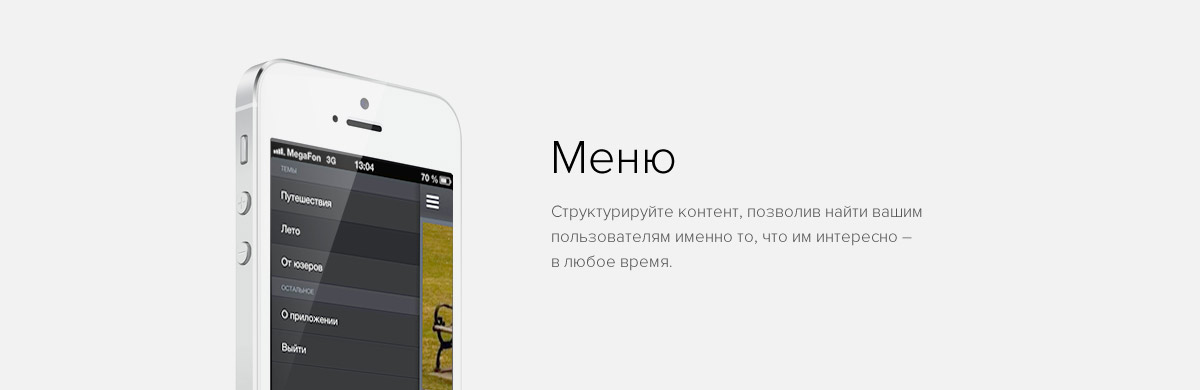 MegaFon 3G 13:04 70 %
ТЕМЫ
Путешествия
Лето
От юзеров
ОСТАЛЬНОЕ
О приложении
Выйти
Меню
Структурируйте контент, позволив найти вашим
пользователям именно то, что им интересно –
в любое время.